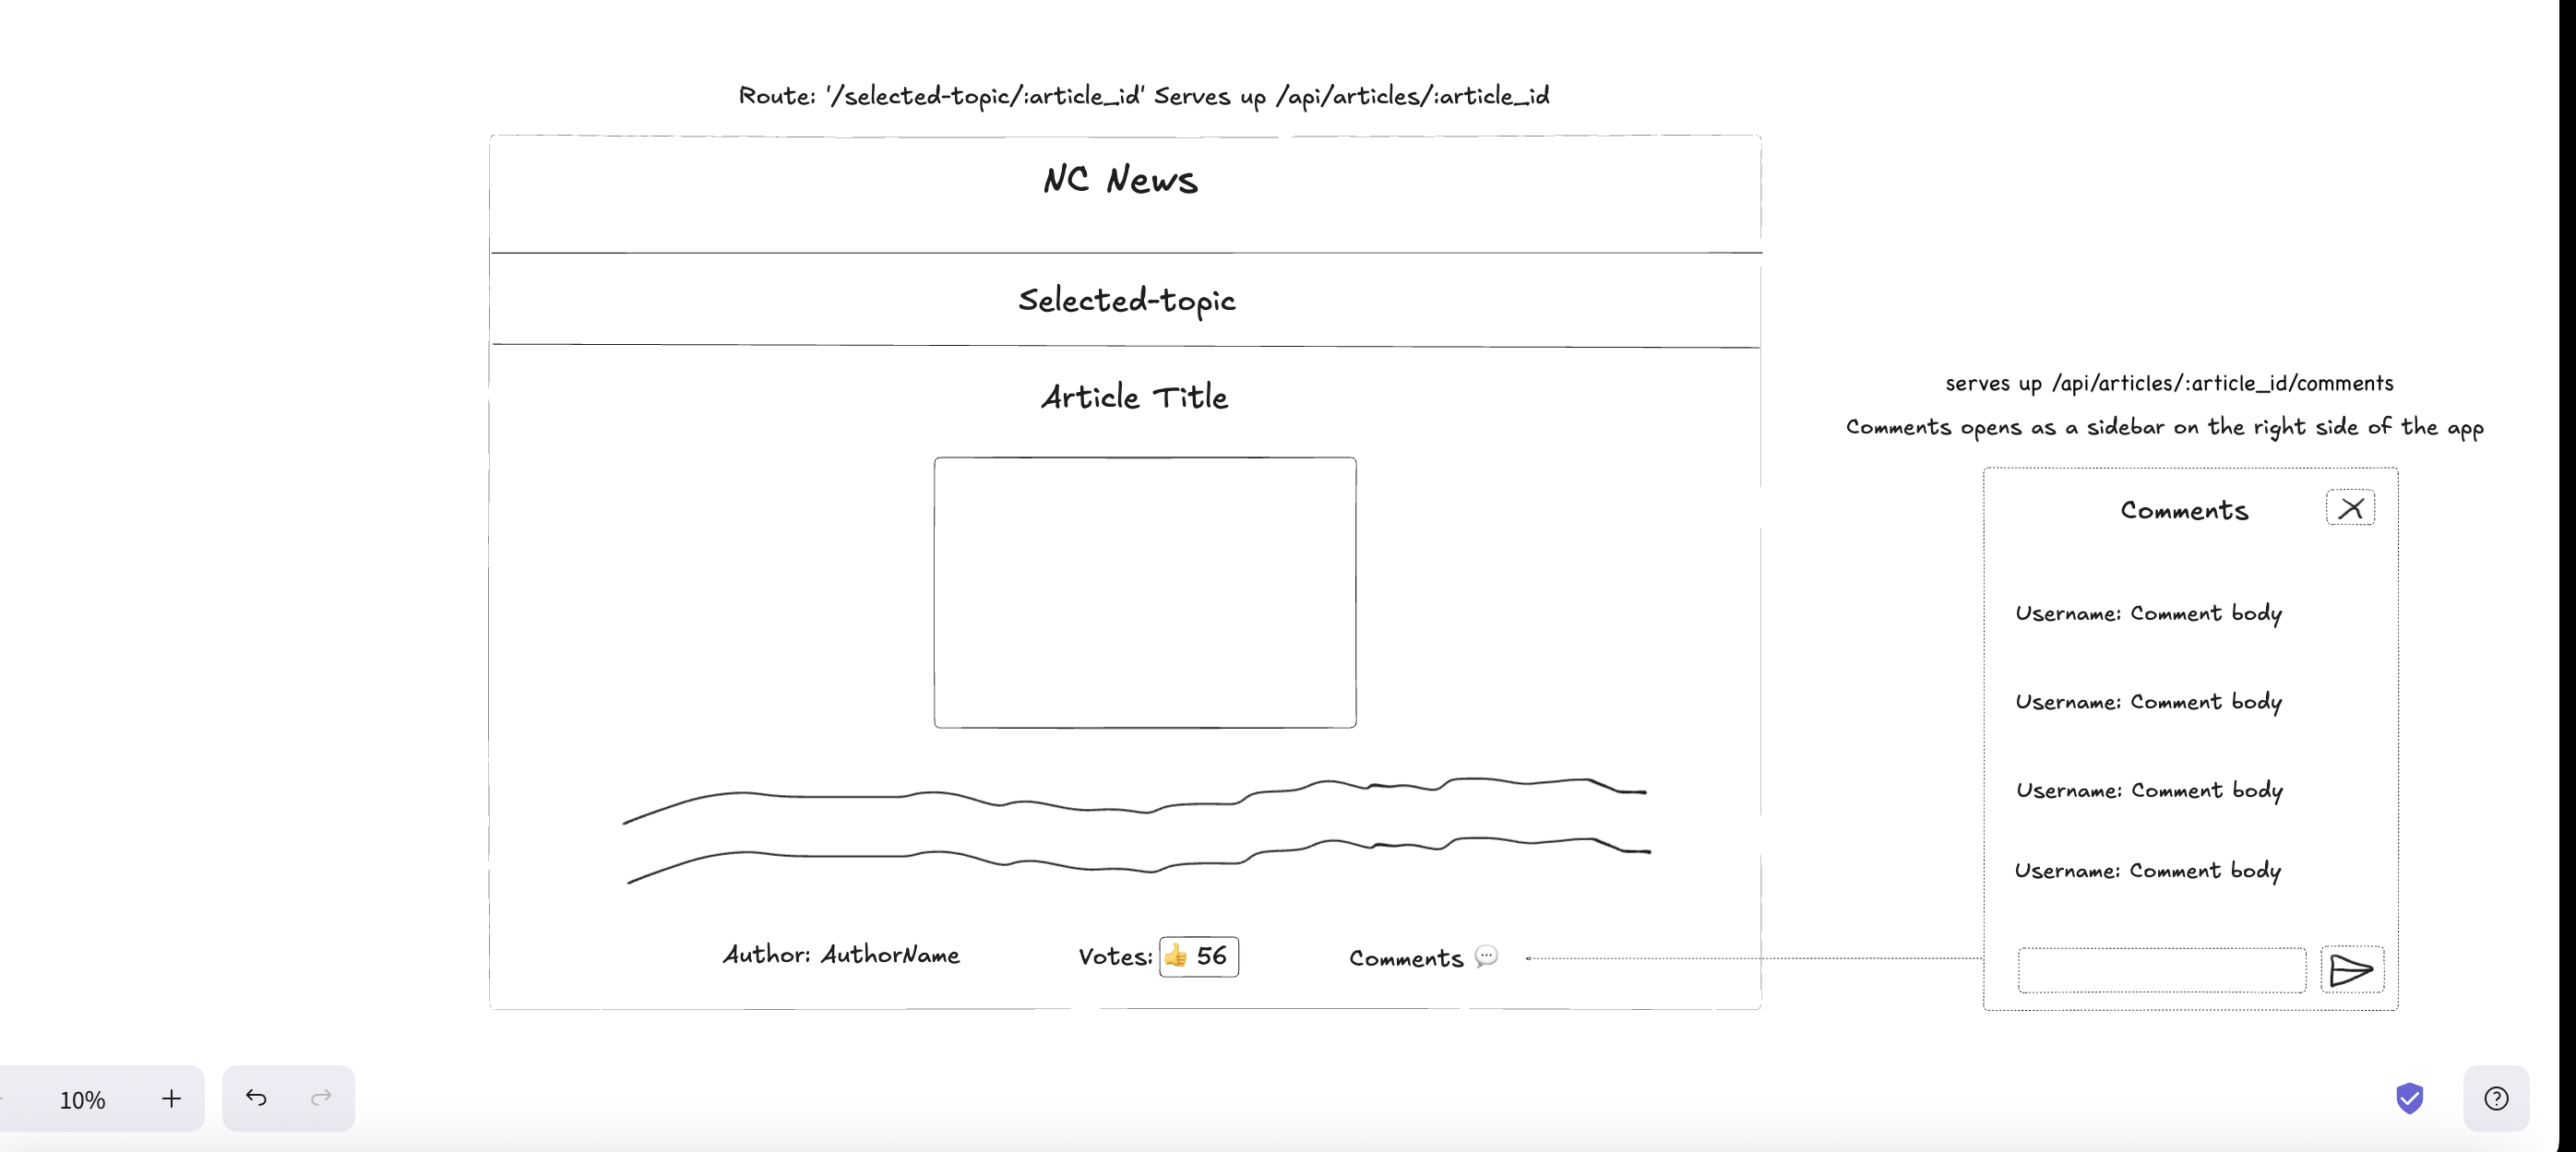 Route: '/selected-topic/:article_id' Serves up /api/articles/:article_id
NC News
Selected-topic
Article Title
Author: AuthorName
Votes: 👍 56
Comments 💬
serves up /api/articles/:article_id/comments
Comments opens as a sidebar on the right side of the app
Comments X
Username: Comment body
Username: Comment body
Username: Comment body
Username: Comment body
10%